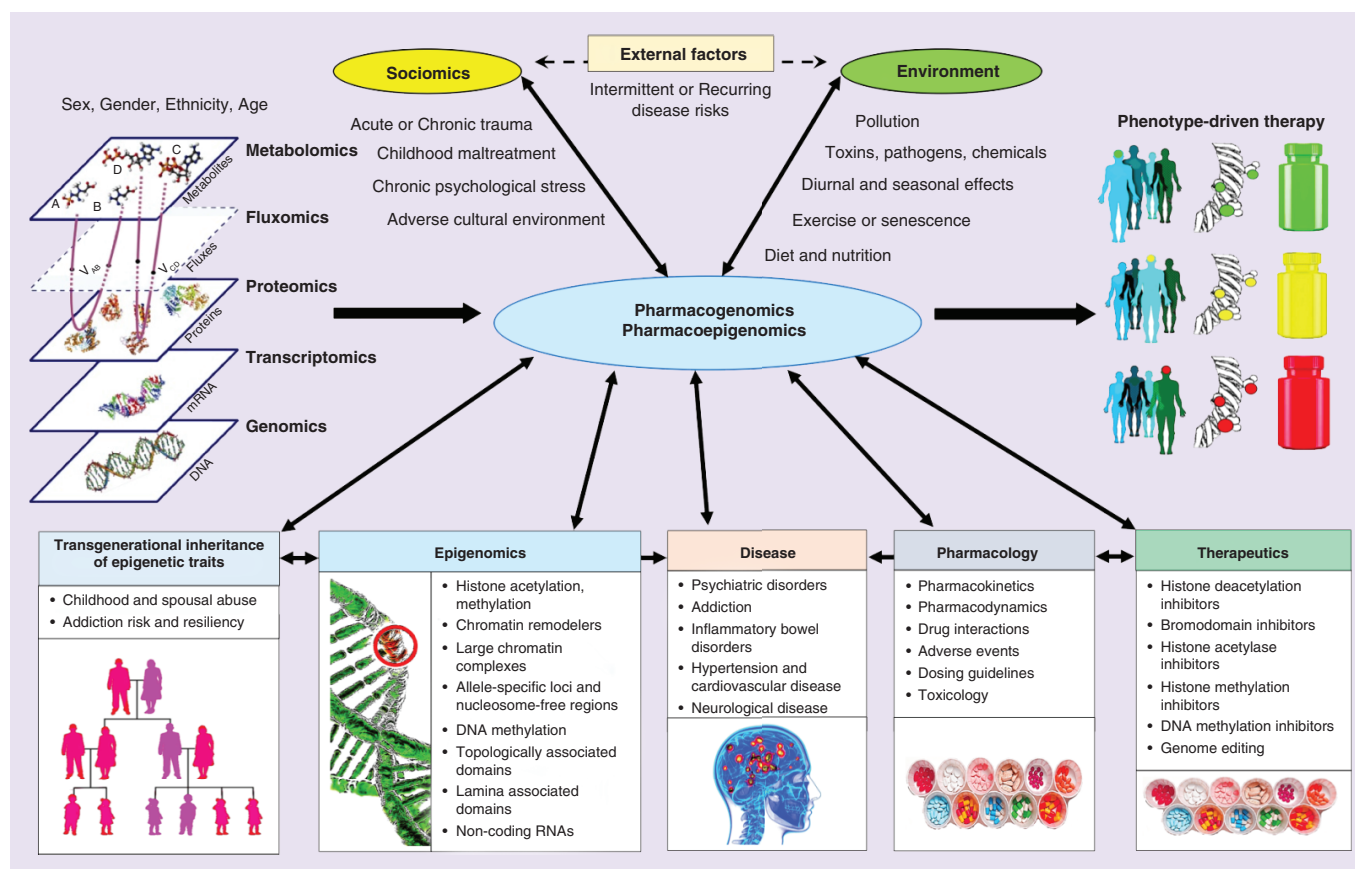 External factors
Sociomics
Environment
Intermittent or Recurring
disease risks
Sex, Gender, Ethnicity, Age
Metabolomics
Metabolites
A
B
C
D
Fluxomics
Fluxes
V AB
V CD
Proteomics
Proteins
Transcriptomics
mRNA
Genomics
DNA
Acute or Chronic trauma
Childhood maltreatment
Chronic psychological stress
Adverse cultural environment
Pollution
Toxins, pathogens, chemicals
Diurnal and seasonal effects
Exercise or senescence
Diet and nutrition
Phenotype-driven therapy
Pharmacogenomics
Pharmacoepigenomics
Transgenerational inheritance
of epigenetic traits
• Childhood and spousal abuse
• Addiction risk and resiliency
Epigenomics
• Histone acetylation,
methylation
• Chromatin remodelers
• Large chromatin
complexes
• Allele-specific loci and
nucleosome-free regions
• DNA methylation
• Topologically associated
domains
• Lamina associated
domains
• Non-coding RNAs
Disease
• Psychiatric disorders
• Addiction
• Inflammatory bowel
disorders
• Hypertension and
cardiovascular disease
• Neurological disease
Pharmacology
• Pharmacokinetics
• Pharmacodynamics
• Drug interactions
• Adverse events
• Dosing guidelines
• Toxicology
Therapeutics
• Histone deacetylation
inhibitors
• Bromodomain inhibitors
• Histone acetylase
inhibitors
• Histone methylation
inhibitors
• DNA methylation inhibitors
• Genome editing